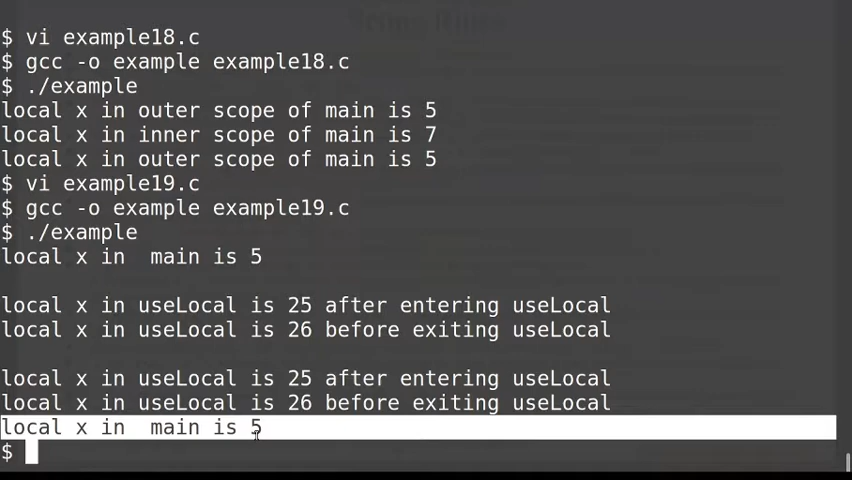 $ vi example18.c
$ gcc -o example example18.c
$ ./example
local x in outer scope of main is 5
local x in inner scope of main is 7
local x in outer scope of main is 5
$ vi example19.c
$ gcc -o example example19.c
$ ./example
local x in  main is 5
local x in useLocal is 25 after entering useLocal
local x in useLocal is 26 before exiting useLocal
local x in useLocal is 25 after entering useLocal
local x in useLocal is 26 before exiting useLocal
local x in  main is 5
$